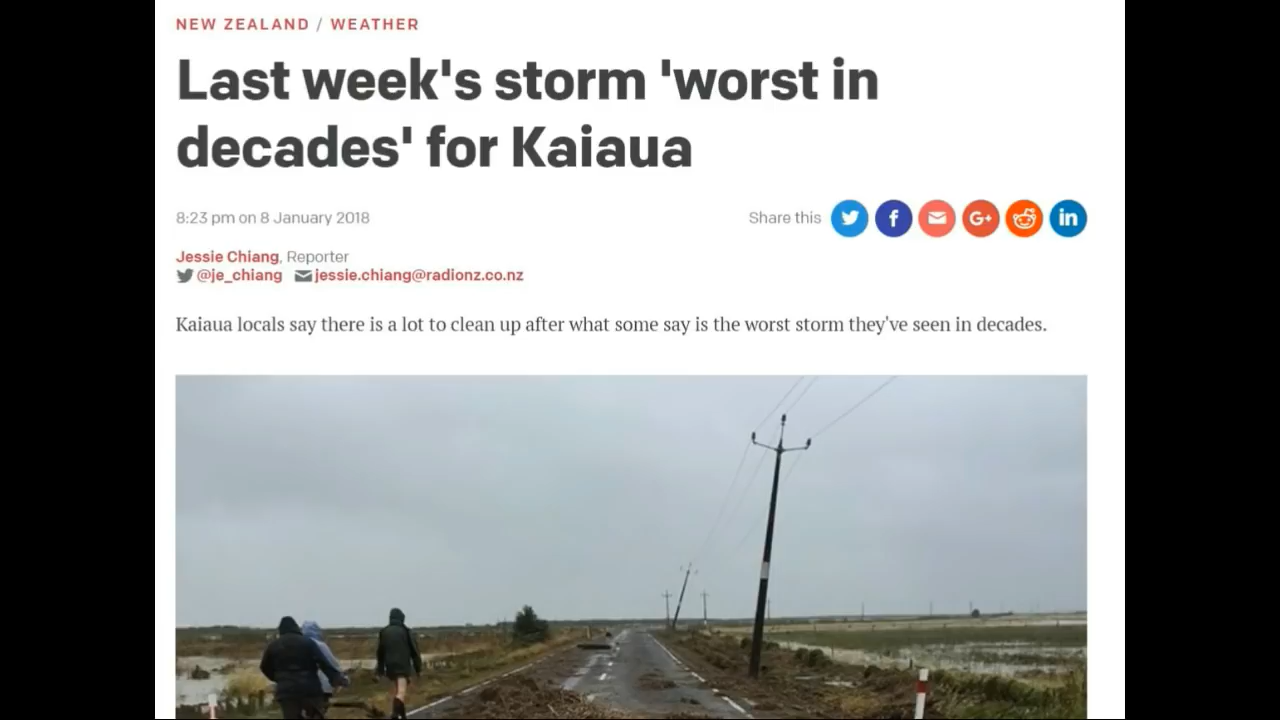 NEW ZEALAND / WEATHER
Last week's storm 'worst in
decades' for Kaiaua
8:23 pm on 8 January 2018
Share this
f
G+
in
Jessie Chiang, Reporter
@je_chiang jessie.chiang@radionz.co.nz
Kaiaua locals say there is a lot to clean up after what some say is the worst storm they've seen in decades.